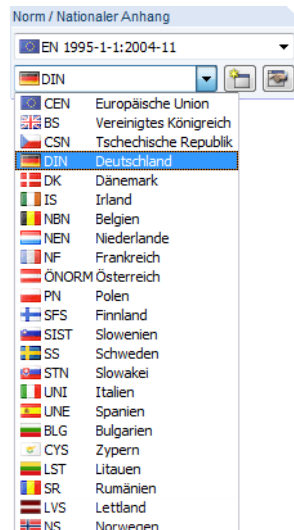 Norm / Nationaler Anhang
EN 1995-1-1:2004-11
DIN
CEN Europäische Union
BS Vereinigtes Königreich
CSN Tschechische Republik
DIN Deutschland
DK Dänemark
IS Irland
NBN Belgien
NEN Niederlande
NF Frankreich
ÖNORM Österreich
PN Polen
SFS Finnland
SIST Slowenien
SS Schweden
STN Slowakei
UNI Italien
UNE Spanien
BLG Bulgarien
CYS Zypern
LST Litauen
SR Rumänien
LVS Lettland
NS Norwegen